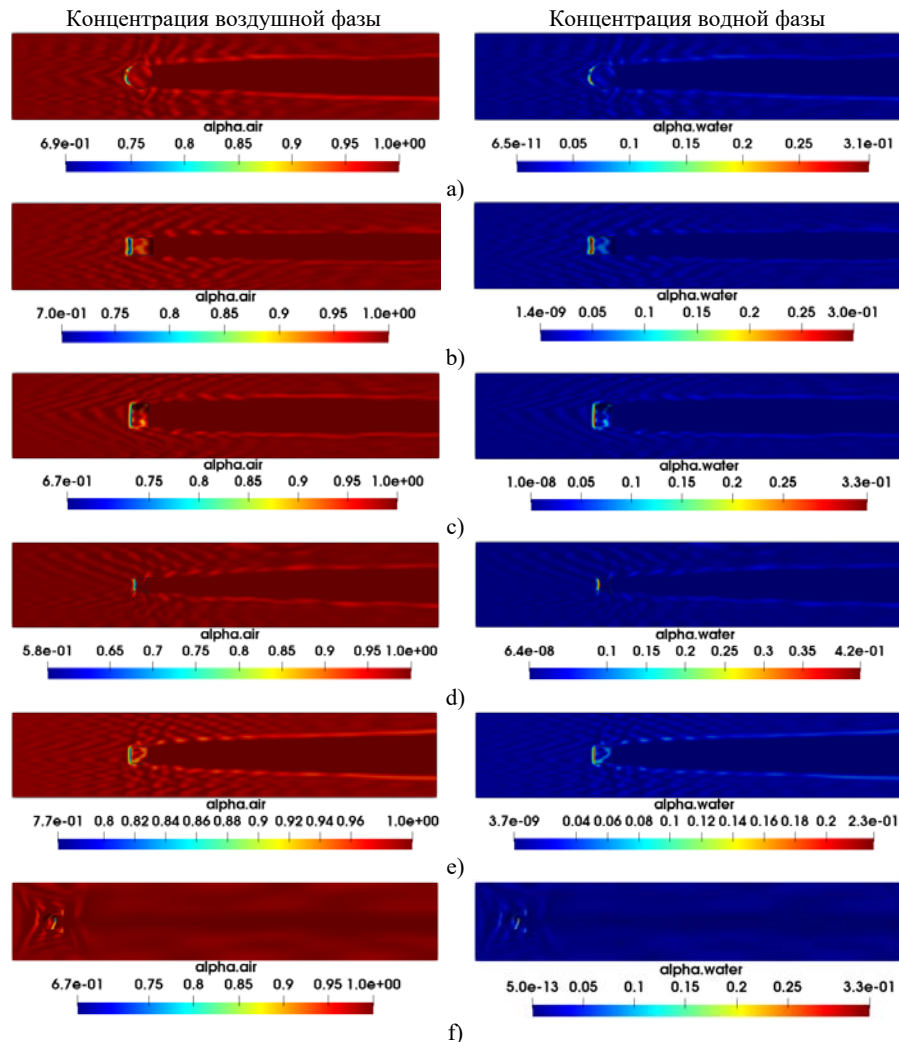 Концентрация воздушной фазы Концентрация водной фазы
alpha.air alpha.water
6.9e-01 0.75 0.8 0.85 0.9 0.95 1.0e+00 6.5e-11 0.05 0.1 0.15 0.2 0.25 3.1e-01
a)
alpha.air alpha.water
7.0e-01 0.75 0.8 0.85 0.9 0.95 1.0e+00 1.4e-09 0.05 0.1 0.15 0.2 0.25 3.0e-01
b)
alpha.air alpha.water
6.7e-01 0.75 0.8 0.85 0.9 0.95 1.0e+00 1.0e-08 0.05 0.1 0.15 0.2 0.25 3.3e-01
c)
alpha.air alpha.water
5.8e-01 0.65 0.7 0.75 0.8 0.85 0.9 0.95 1.0e+00 6.4e-08 0.1 0.15 0.2 0.25 0.3 0.35 4.2e-01
d)
alpha.air alpha.water
7.7e-01 0.8 0.82 0.84 0.86 0.88 0.9 0.92 0.94 0.96 1.0e+00 3.7e-09 0.04 0.06 0.08 0.1 0.12 0.14 0.16 0.18 0.2 2.3e-01
e)
alpha.air alpha.water
6.7e-01 0.75 0.8 0.85 0.9 0.95 1.0e+00 5.0e-13 0.05 0.1 0.15 0.2 0.25 3.3e-01
f)